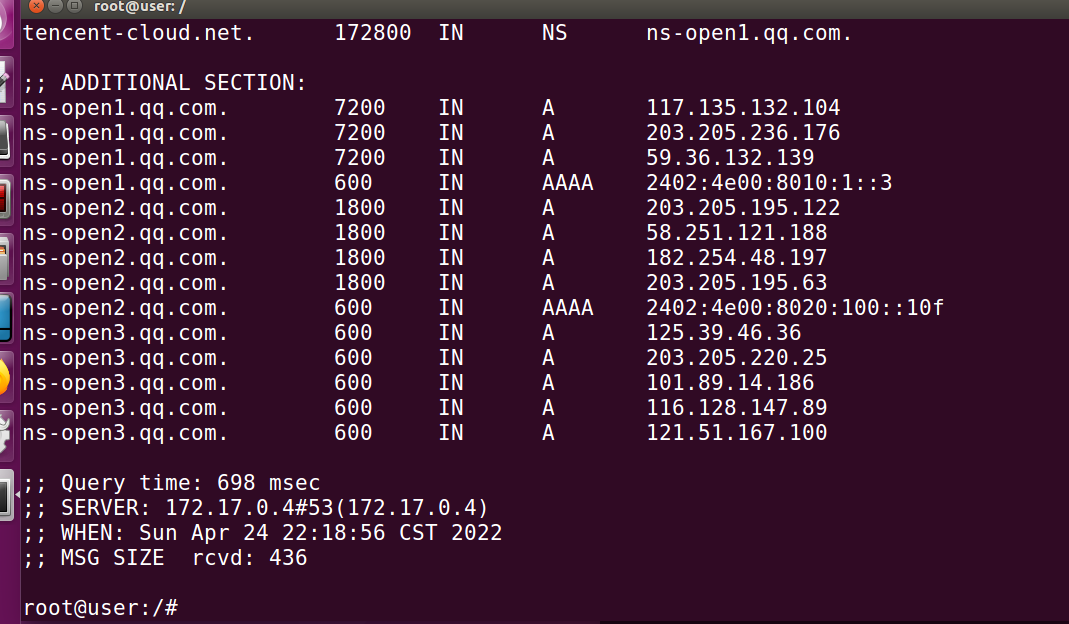 root@user: /
tencent-cloud.net. 172800 IN NS ns-open1.qq.com.
;; ADDITIONAL SECTION:
ns-open1.qq.com. 7200 IN A 117.135.132.104
ns-open1.qq.com. 7200 IN A 203.205.236.176
ns-open1.qq.com. 7200 IN A 59.36.132.139
ns-open1.qq.com. 600 IN AAAA 2402:4e00:8010:1::3
ns-open2.qq.com. 1800 IN A 203.205.195.122
ns-open2.qq.com. 1800 IN A 58.251.121.188
ns-open2.qq.com. 1800 IN A 182.254.48.197
ns-open2.qq.com. 1800 IN A 203.205.195.63
ns-open2.qq.com. 600 IN AAAA 2402:4e00:8020:100::10f
ns-open3.qq.com. 600 IN A 125.39.46.36
ns-open3.qq.com. 600 IN A 203.205.220.25
ns-open3.qq.com. 600 IN A 101.89.14.186
ns-open3.qq.com. 600 IN A 116.128.147.89
ns-open3.qq.com. 600 IN A 121.51.167.100
;; Query time: 698 msec
;; SERVER: 172.17.0.4#53(172.17.0.4)
;; WHEN: Sun Apr 24 22:18:56 CST 2022
;; MSG SIZE  rcvd: 436
root@user:/#